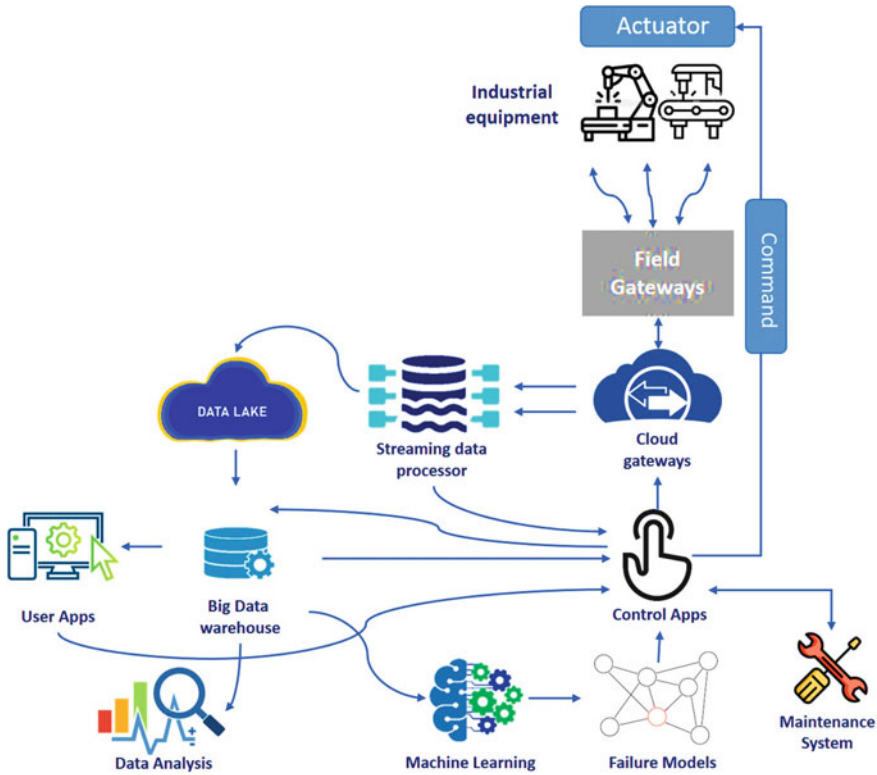 Actuator
Industrial
equipment
Field
Gateways
Command
DATA LAKE
Streaming data
processor
Cloud
gateways
User Apps
Big Data
warehouse
Control Apps
Data Analysis
Machine Learning
Failure Models
Maintenance
System